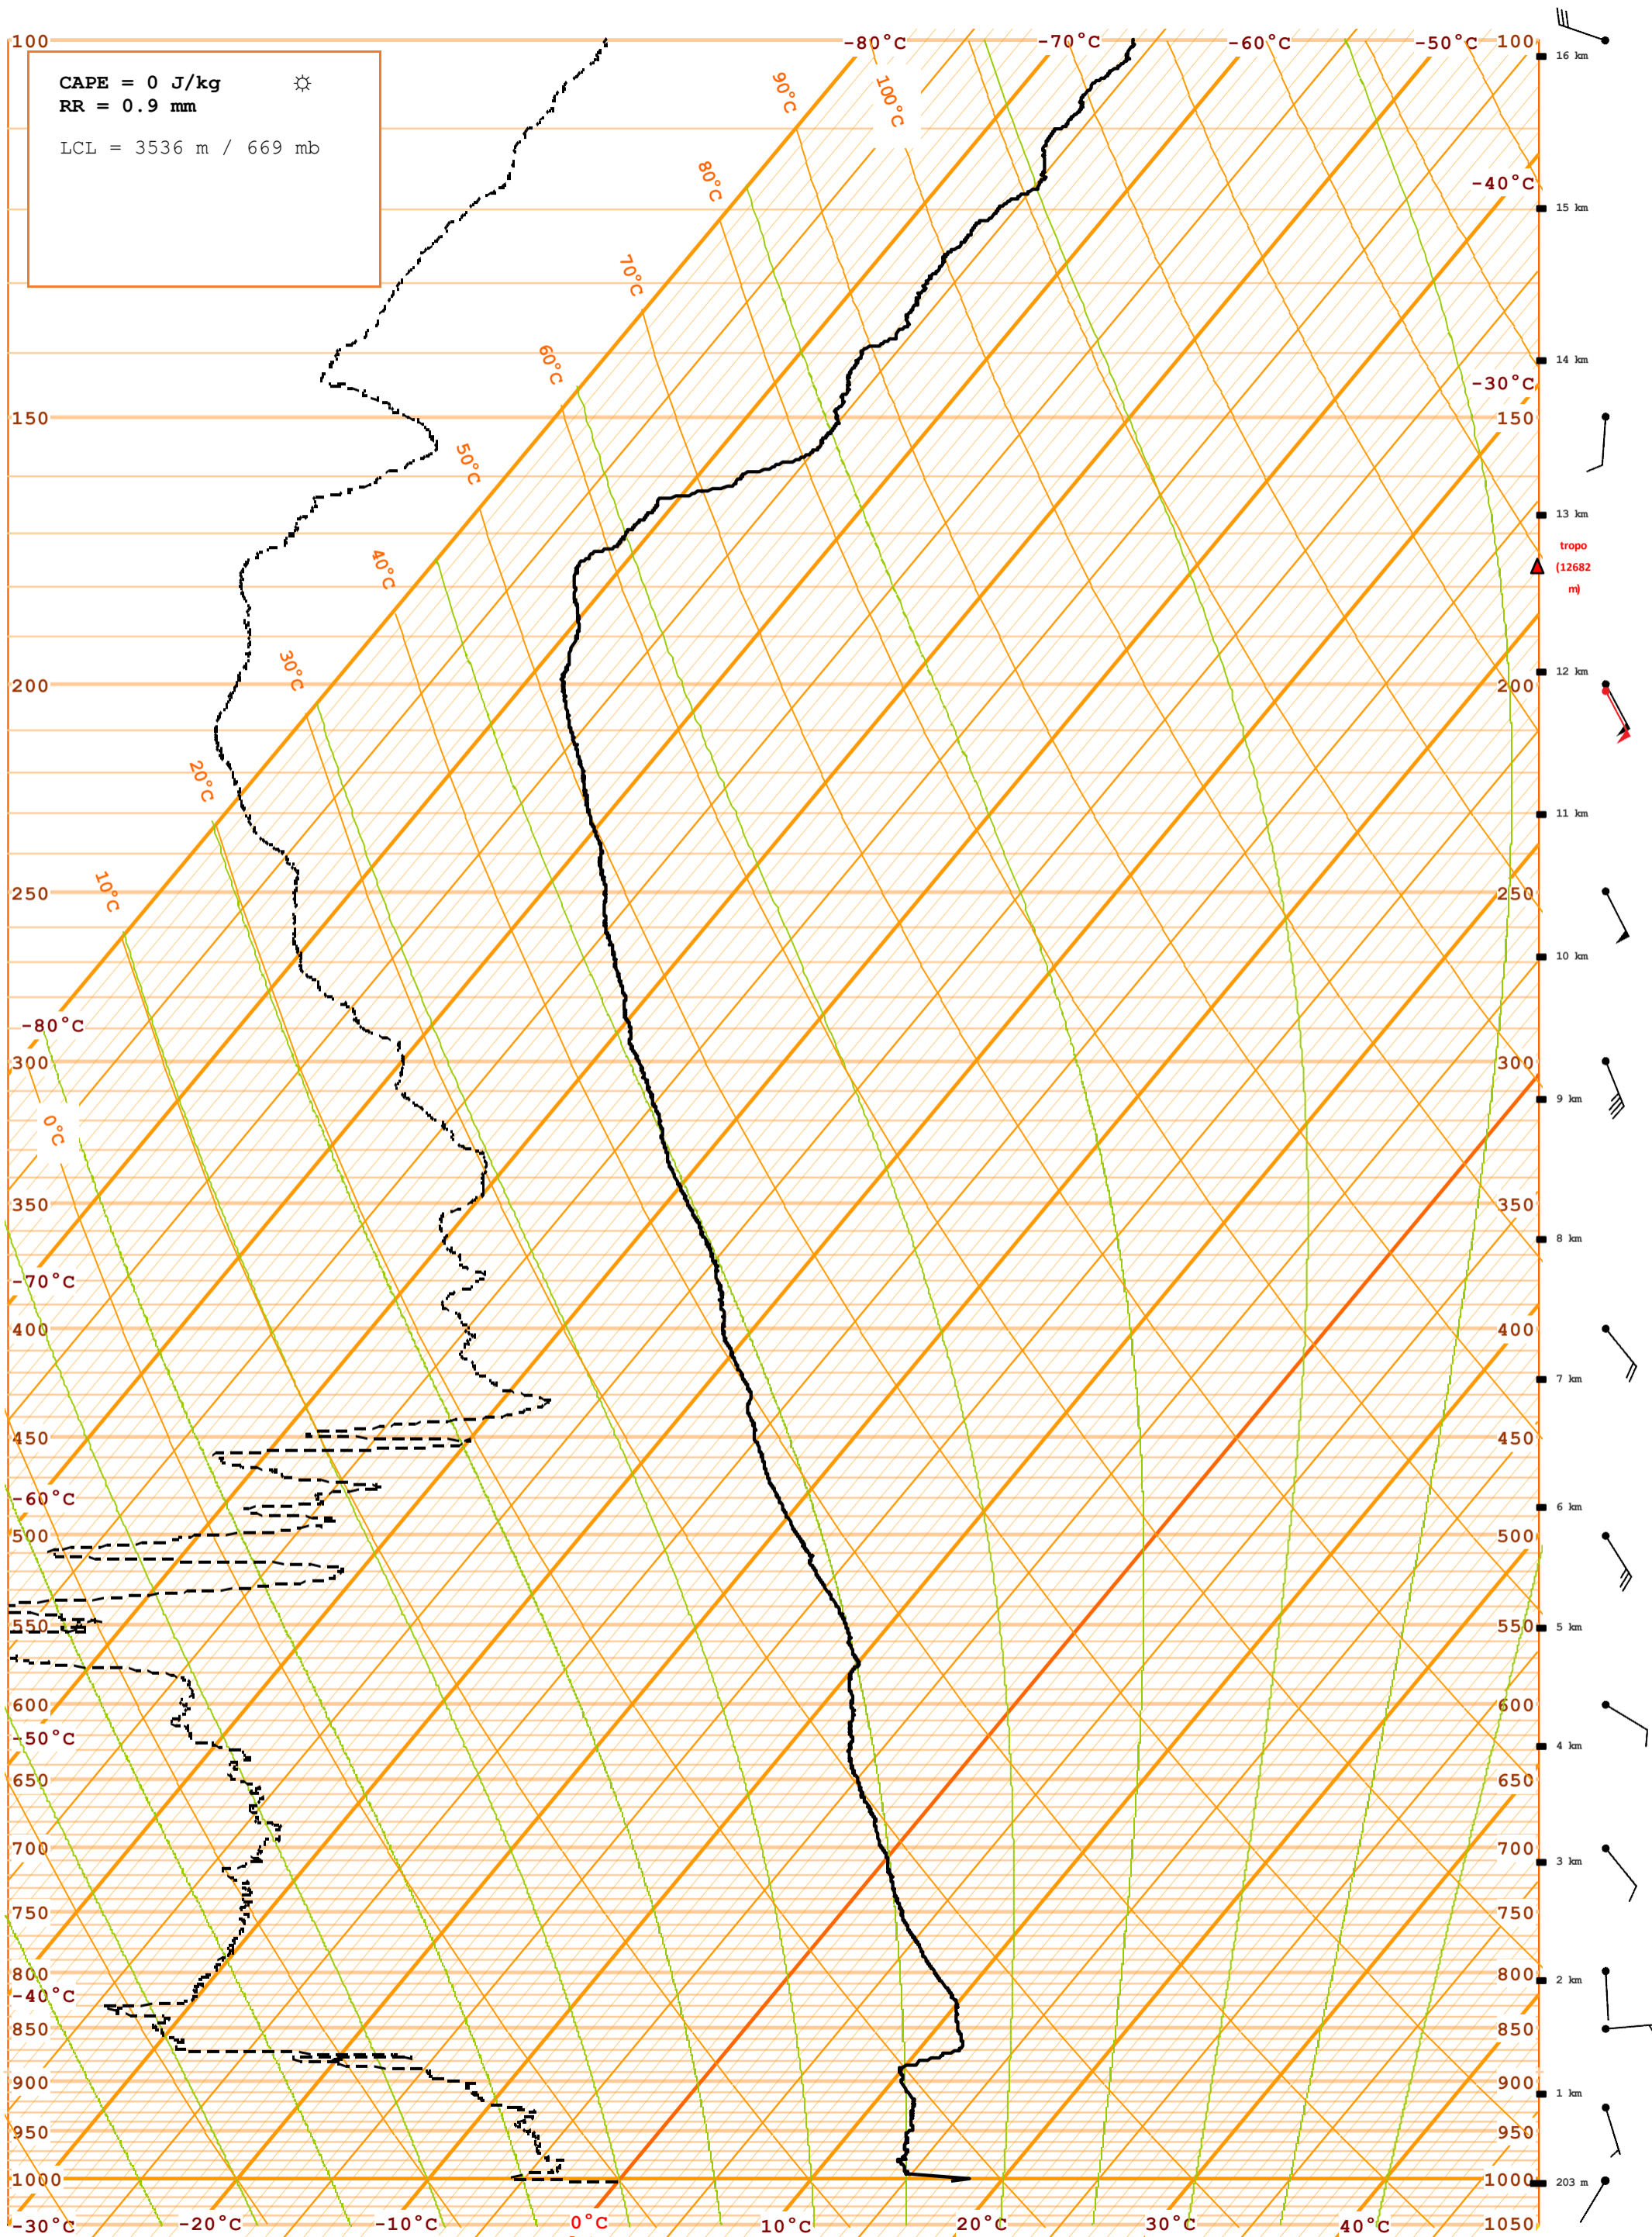 100 -80°C -70°C -60°C -50°C 100
16 km
CAPE = 0 J/kg ☼
RR = 0.9 mm
LCL = 3536 m / 669 mb
90°C 100°C
80°C -40°C
15 km
70°C
60°C 14 km
-30°C
150 150
50°C
13 km
40°C tropo
(12682
m)
30°C 12 km
200 200
20°C
11 km
10°C
250 250
10 km
-80°C
300 300
0°C 9 km
350 350
8 km
-70°C
400 400
7 km
450 450
-60°C 6 km
500 500
550 550 5 km
600 600
-50°C 4 km
650 650
700 700 3 km
750 750
800 800 2 km
-40°C
850 850
900 900 1 km
950 950
1000 1000 203 m
-30°C -20°C -10°C 0°C 10°C 20°C 30°C 40°C 1050